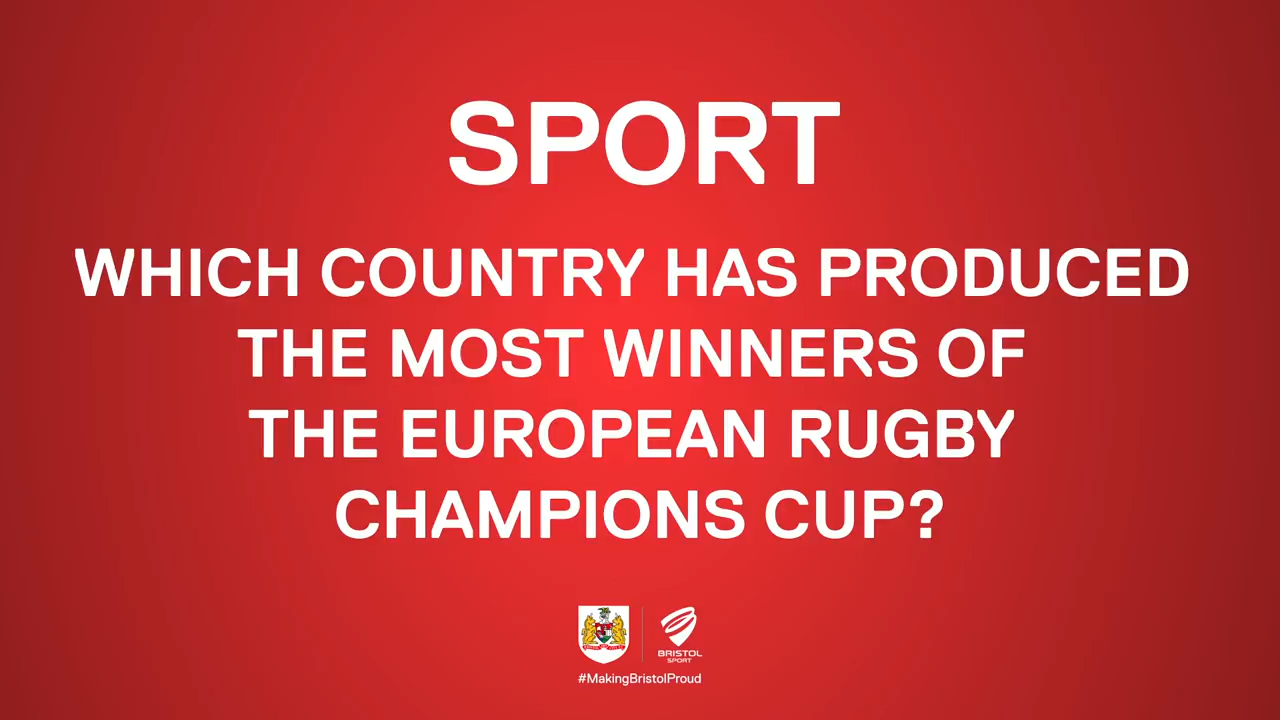 SPORT
WHICH COUNTRY HAS PRODUCED
THE MOST WINNERS OF
THE EUROPEAN RUGBY
CHAMPIONS CUP?
BRISTOL
SPORT
#MakingBristolProud